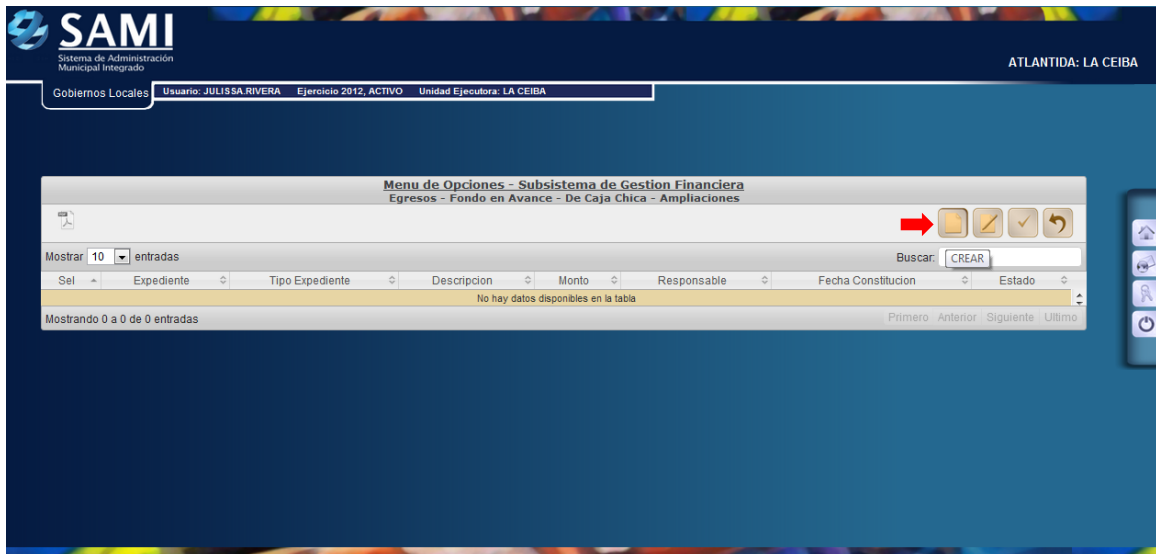 SAMI
Sistema de Administración
Municipal Integrado
ATLANTIDA: LA CEIBA
Gobiernos Locales
Usuario: JULISSA.RIVERA Ejercicio 2012, ACTIVO Unidad Ejecutora: LA CEIBA
Menu de Opciones - Subsistema de Gestion Financiera
Egresos - Fondo en Avance - De Caja Chica - Ampliaciones
Mostrar 10 entradas
Buscar:
CREAR
Sel Expediente Tipo Expediente Descripcion Monto Responsable Fecha Constitucion Estado
No hay datos disponibles en la tabla
Mostrando 0 a 0 de 0 entradas
Primero Anterior Siguiente Ultimo